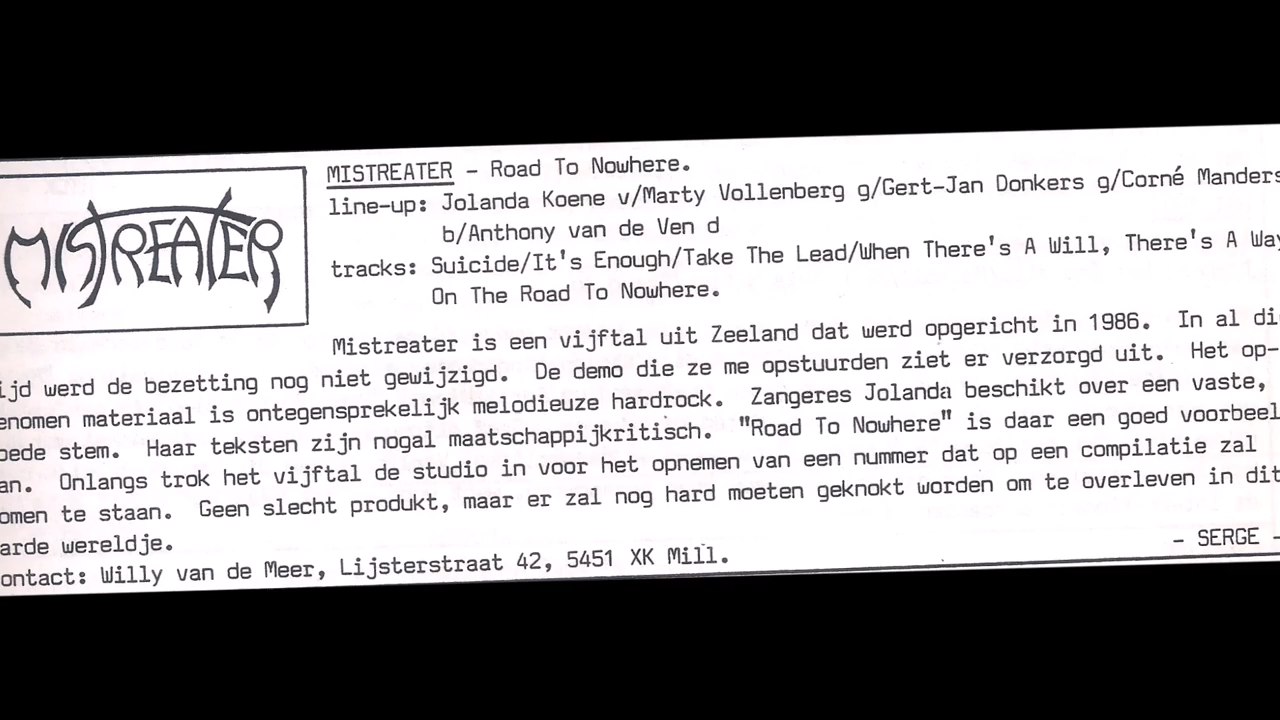 MISTREATER
MISTREATER - Road To Nowhere.
line-up: Jolanda Koene v/Marty Vollenberg g/Gert-Jan Donkers g/Corné Manders
b/Anthony van de Ven d
tracks: Suicide/It's Enough/Take The Lead/When There's A Will, There's A Way
On The Road To Nowhere.
Mistreater is een vijftal uit Zeeland dat werd opgericht in 1986. In al di
ijd werd de bezetting nog niet gewijzigd. De demo die ze me opstuurden ziet er verzorgd uit. Het op-
enomen materiaal is ontegensprekelijk melodieuze hardrock. Zangeres Jolanda beschikt over een vaste,
oede stem. Haar teksten zijn nogal maatschappijkritisch. "Road To Nowhere" is daar een goed voorbeel
an. Onlangs trok het vijftal de studio in voor het opnemen van een nummer dat op een compilatie zal
omen te staan. Geen slecht produkt, maar er zal nog hard moeten geknokt worden om te overleven in dit
arde wereldje.
- SERGE -
ontact: Willy van de Meer, Lijsterstraat 42, 5451 XK Mill.